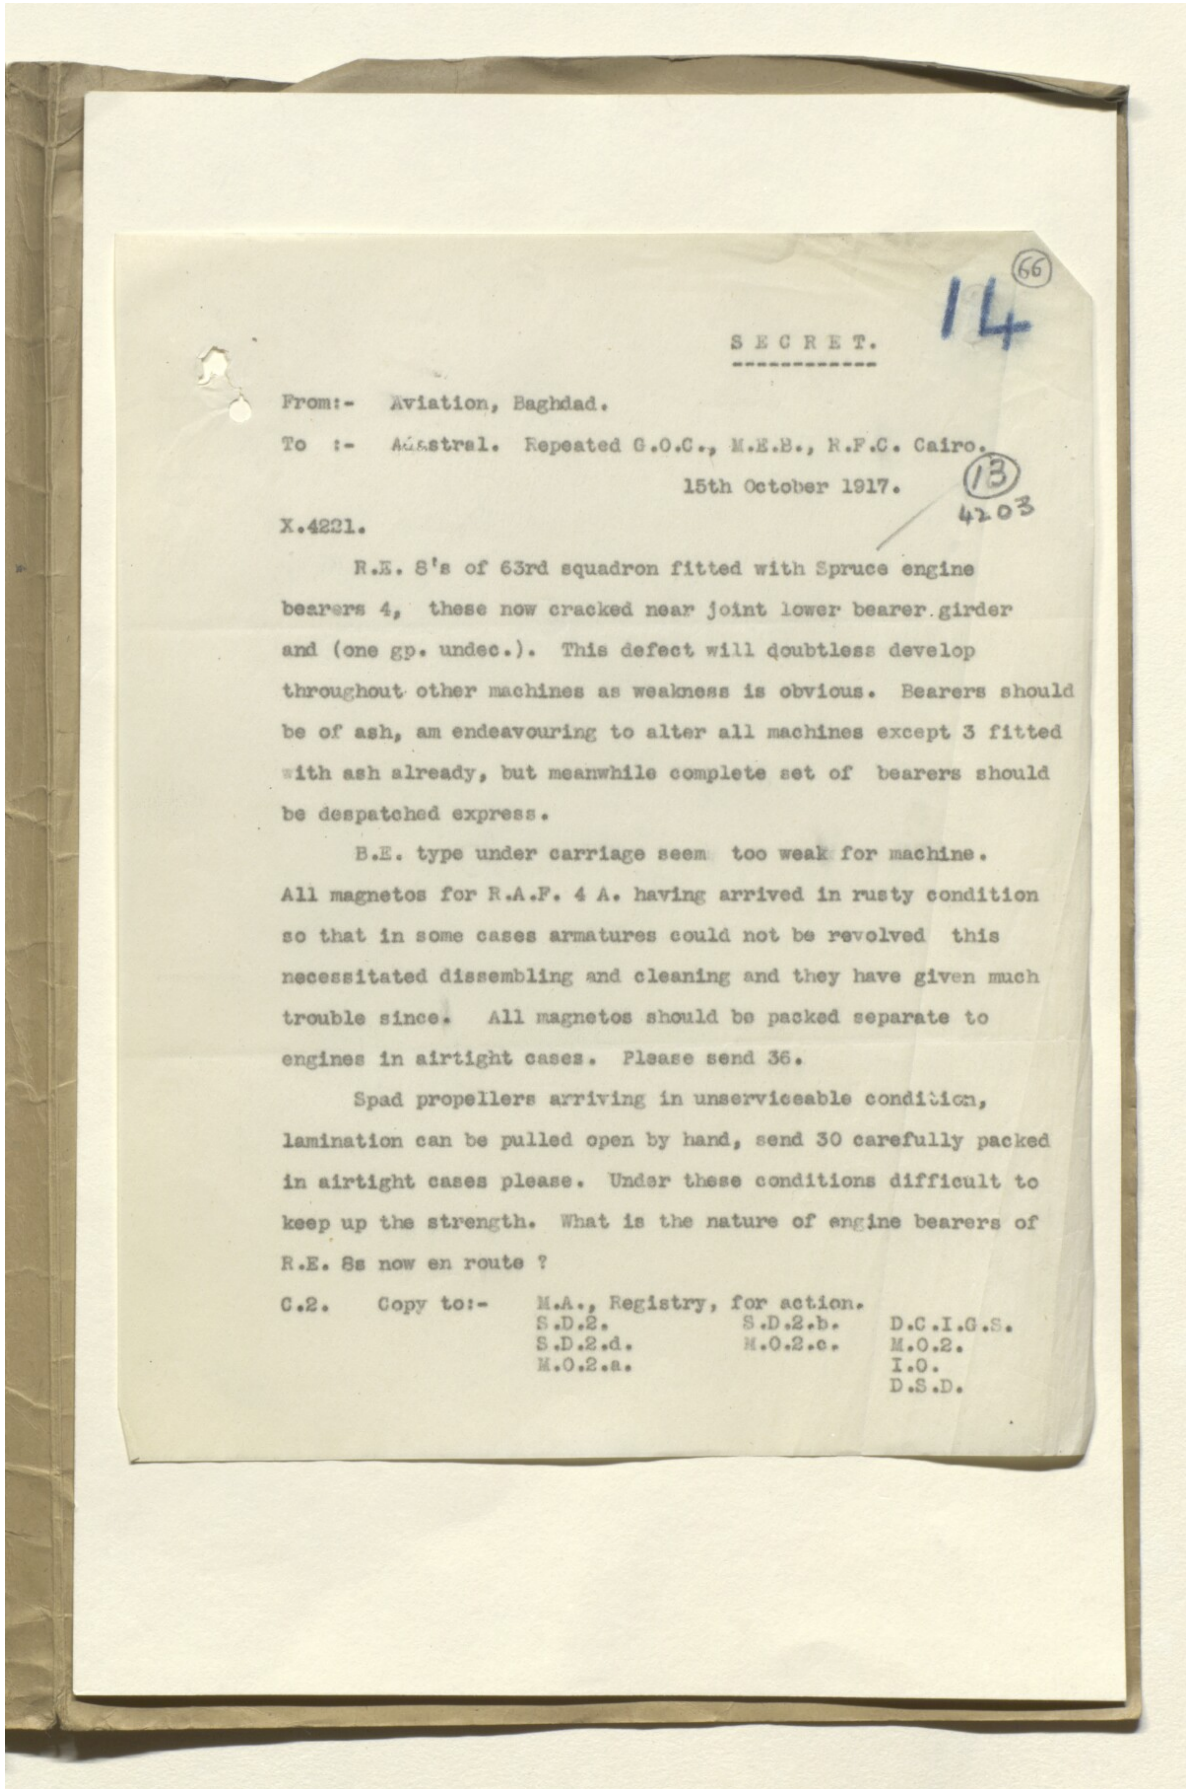 66
14
SECRET.
From:- Aviation, Baghdad.
To :- Adastral. Repeated G.O.C., M.E.B., R.F.C. Cairo.
15th October 1917.
13
4203
X.4221.
R.E. 8's of 63rd squadron fitted with Spruce engine
bearers 4, these now cracked near joint lower bearer girder
and (one gp. undec.). This defect will doubtless develop
throughout other machines as weakness is obvious. Bearers should
be of ash, am endeavouring to alter all machines except 3 fitted
with ash already, but meanwhile complete set of bearers should
be despatched express.
B.E. type under carriage seem too weak for machine.
All magnetos for R.A.F. 4 A. having arrived in rusty condition
so that in some cases armatures could not be revolved this
necessitated dissembling and cleaning and they have given much
trouble since. All magnetos should be packed separate to
engines in airtight cases. Please send 36.
Spad propellers arriving in unserviceable condition,
lamination can be pulled open by hand, send 30 carefully packed
in airtight cases please. Under these conditions difficult to
keep up the strength. What is the nature of engine bearers of
R.E. 8s now en route ?
C.2. Copy to:- M.A., Registry, for action.
S.D.2. S.D.2.b. D.C.I.G.S.
S.D.2.d. M.O.2.c. M.O.2.
M.O.2.a. I.O.
D.S.D.